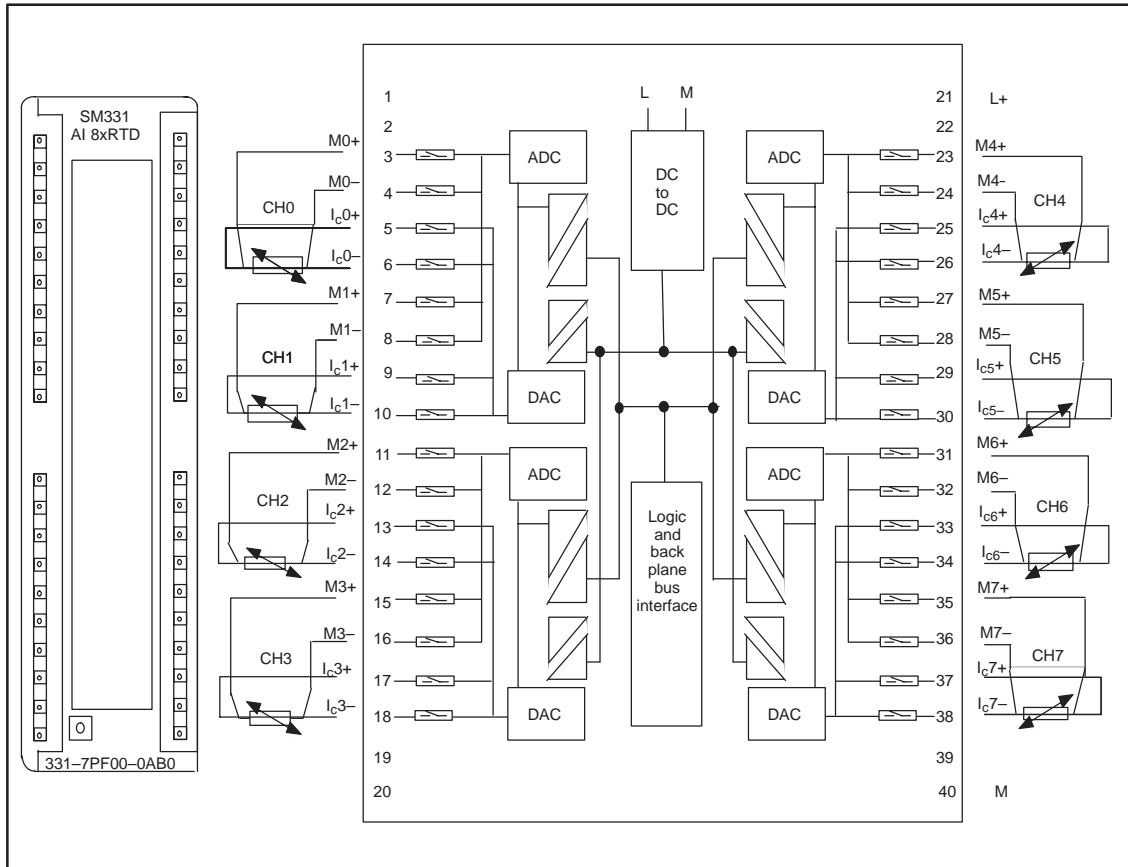 SM331
AI 8xRTD
331–7PF00–0AB0
M0+
M0–
CH0
Ic0+
Ic0–
M1+
M1–
CH1
Ic1+
Ic1–
M2+
M2–
CH2
Ic2+
Ic2–
M3+
M3–
CH3
Ic3+
Ic3–
1
2
3
4
5
6
7
8
9
10
11
12
13
14
15
16
17
18
19
20
ADC
DAC
ADC
DAC
L M
DC
to
DC
Logic
and
back
plane
bus
interface
ADC
DAC
ADC
DAC
21 L+
22
23
24
25
26
27
28
29
30
31
32
33
34
35
36
37
38
39
40 M
M4+
M4–
CH4
Ic4+
Ic4–
M5+
M5–
CH5
Ic5+
Ic5–
M6+
M6–
CH6
Ic6+
Ic6–
M7+
M7–
CH7
Ic7+
Ic7–